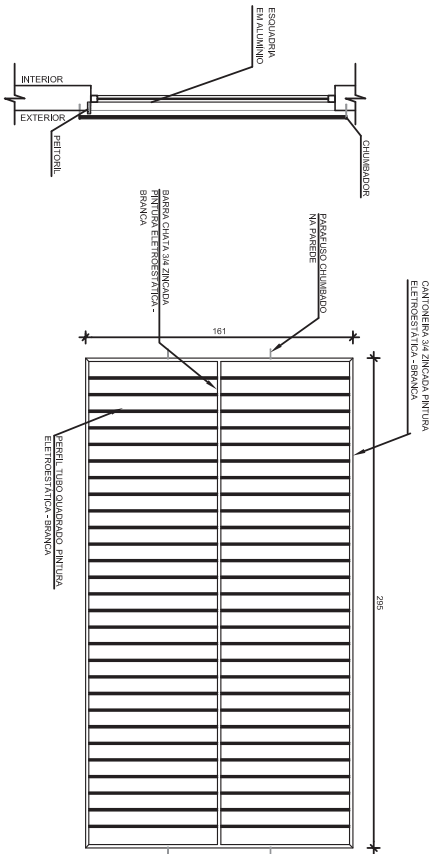 ESQUADRIA
EM ALUMÍNIO
INTERIOR
EXTERIOR
PEITORIL
CHUMBADOR
CANTONEIRA 3/4 ZINCADA PINTURA
ELETROESTÁTICA - BRANCA
PARAFUSO CHUMBADO
NA PAREDE
BARRA CHATA 3/4 ZINCADA
PINTURA ELETROESTÁTICA -
BRANCA
161
295
PERFIL TUBO QUADRADO PINTURA
ELETROESTÁTICA - BRANCA